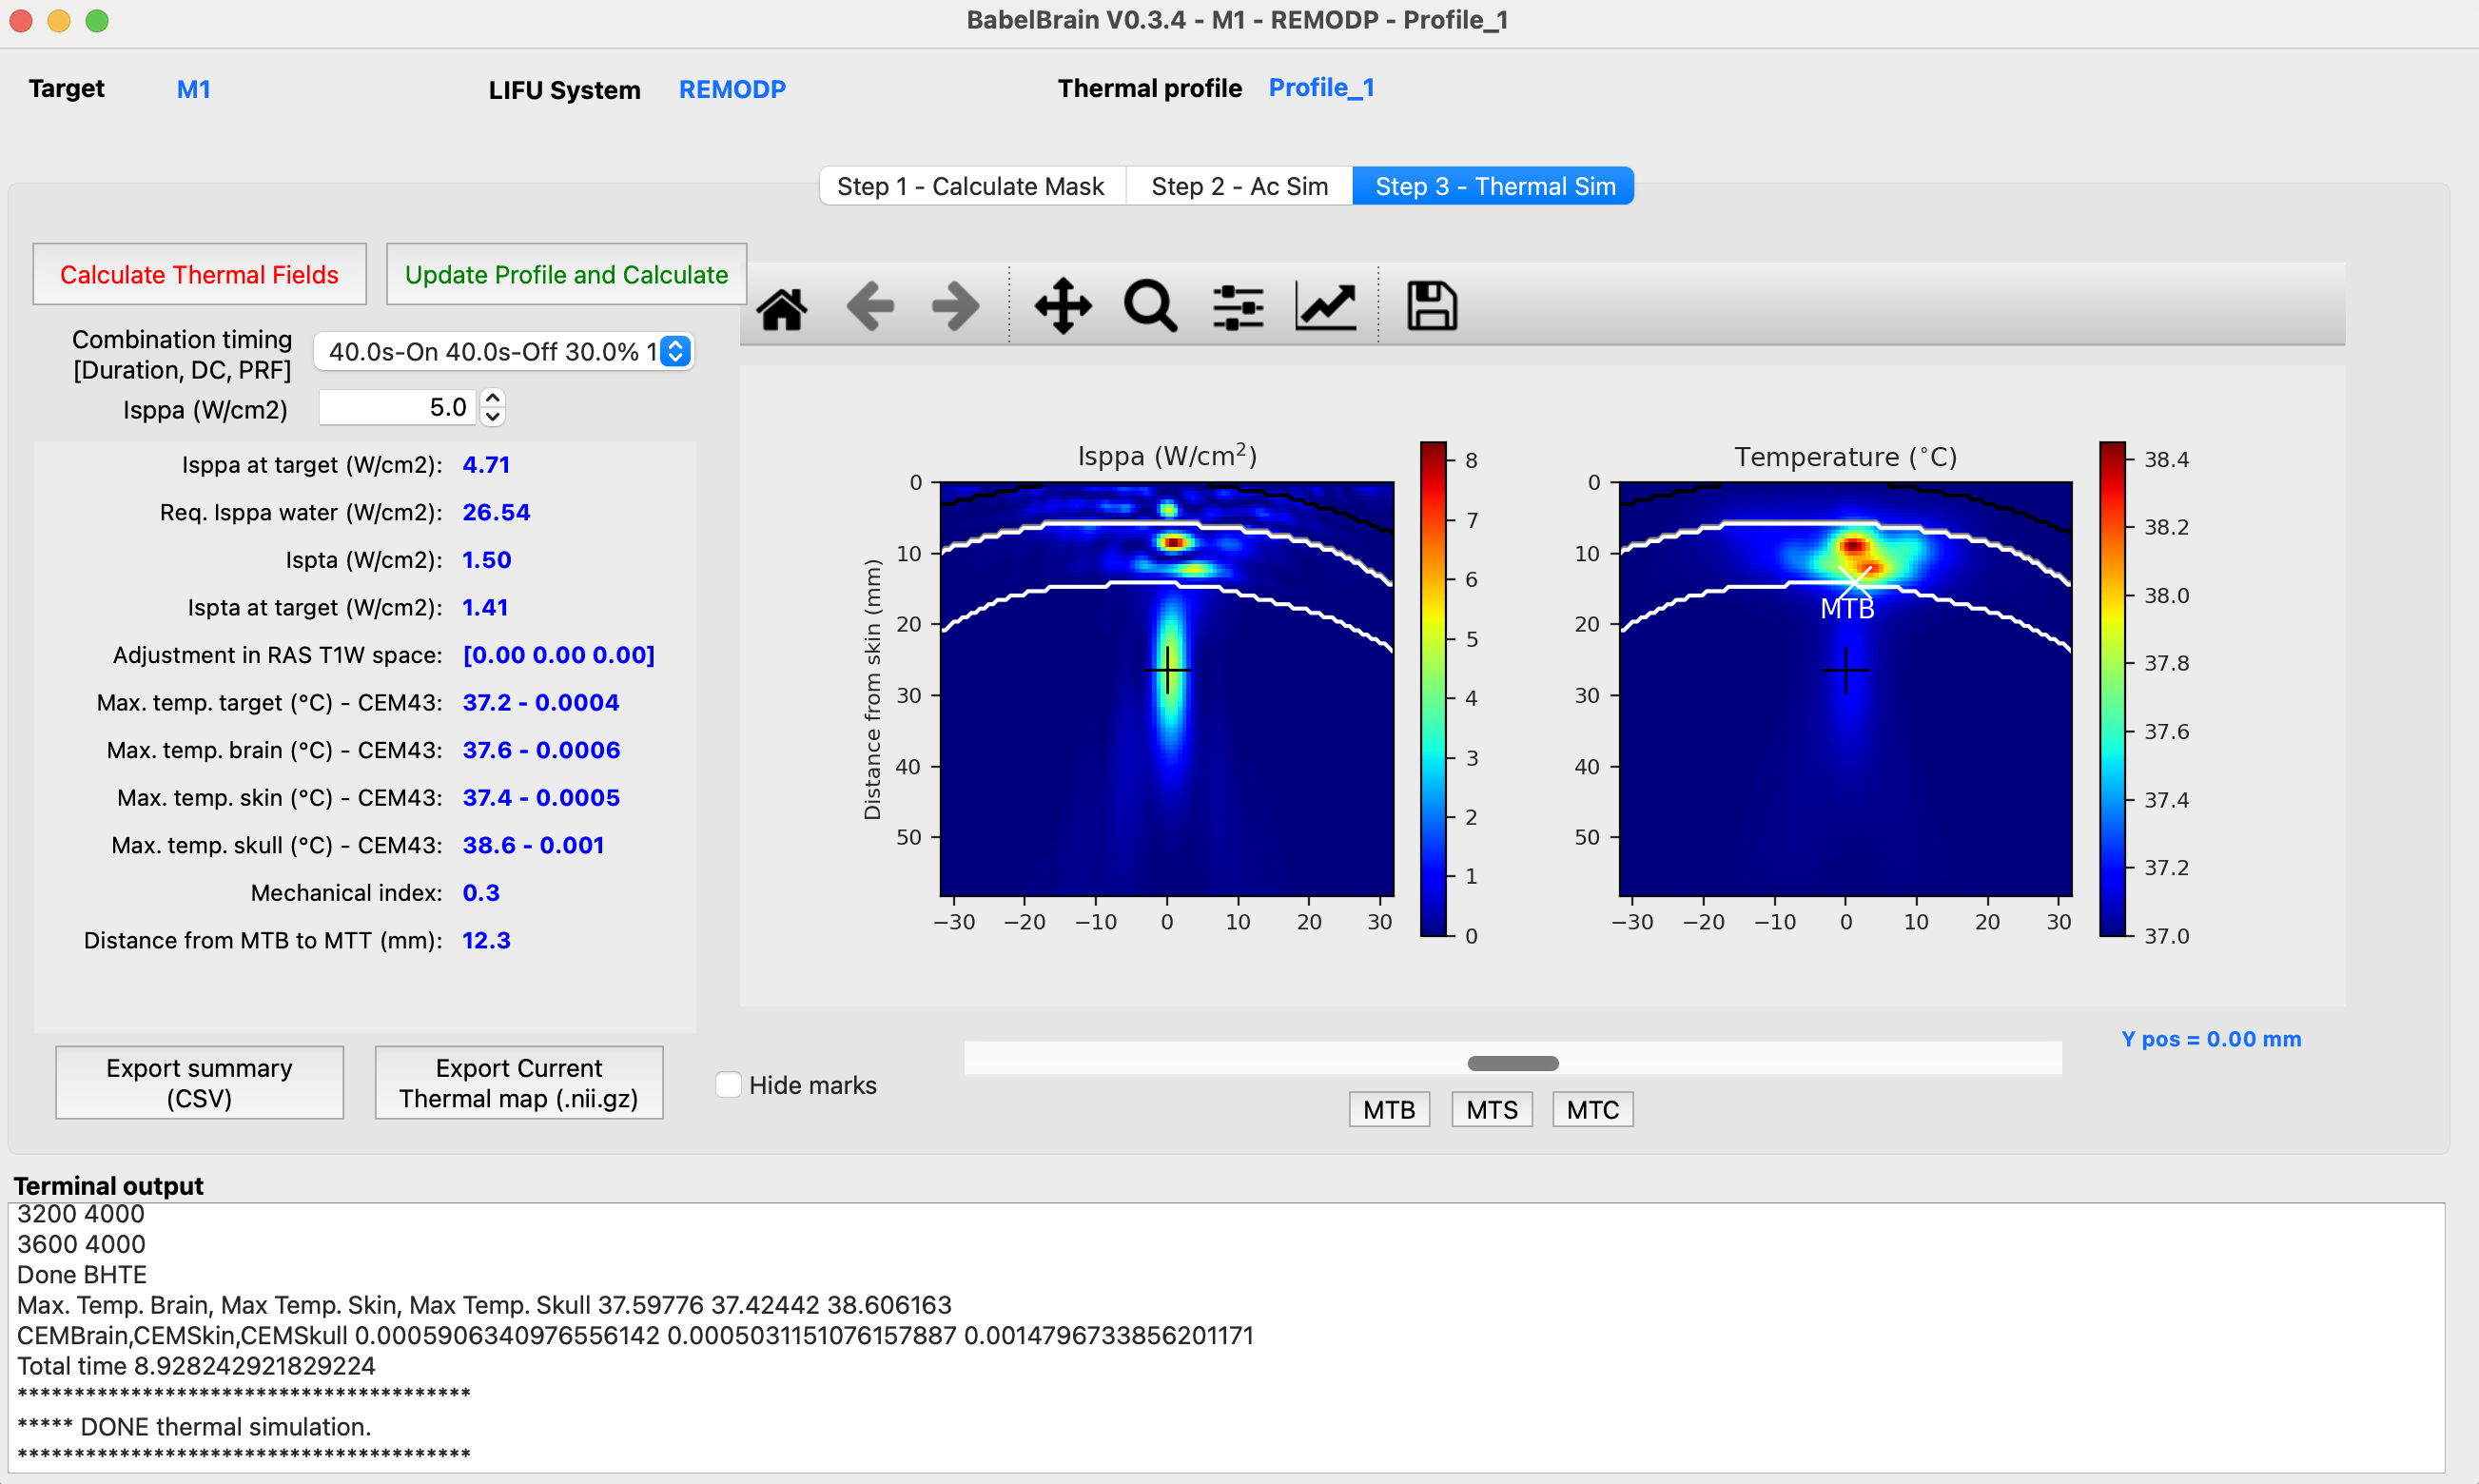 BabelBrain V0.3.4 - M1 - REMODP - Profile_1
Target M1 LIFU System REMODP Thermal profile Profile_1
Step 1 - Calculate Mask Step 2 - Ac Sim Step 3 - Thermal Sim
Calculate Thermal Fields Update Profile and Calculate
Combination timing
[Duration, DC, PRF] 40.0s-On 40.0s-Off 30.0% 1
Isppa (W/cm2) 5.0
Isppa at target (W/cm2): 4.71
Req. Isppa water (W/cm2): 26.54
Ispta (W/cm2): 1.50
Ispta at target (W/cm2): 1.41
Adjustment in RAS T1W space: [0.00 0.00 0.00]
Max. temp. target (°C) - CEM43: 37.2 - 0.0004
Max. temp. brain (°C) - CEM43: 37.6 - 0.0006
Max. temp. skin (°C) - CEM43: 37.4 - 0.0005
Max. temp. skull (°C) - CEM43: 38.6 - 0.001
Mechanical index: 0.3
Distance from MTB to MTT (mm): 12.3
Export summary
(CSV)
Export Current
Thermal map (.nii.gz)
Isppa (W/cm²)
Distance from skin (mm)
0
10
20
30
40
50
−30 −20 −10 0 10 20 30
8
7
6
5
4
3
2
1
0
Temperature (°C)
0
10
20
30
40
50
MTB
−30 −20 −10 0 10 20 30
38.4
38.2
38.0
37.8
37.6
37.4
37.2
37.0
Y pos = 0.00 mm
Hide marks
MTB MTS MTC
Terminal output
3200 4000
3600 4000
Done BHTE
Max. Temp. Brain, Max Temp. Skin, Max Temp. Skull 37.59776 37.42442 38.606163
CEMBrain,CEMSkin,CEMSkull 0.0005906340976556142 0.0005031151076157887 0.0014796733856201171
Total time 8.928242921829224
****************************************
***** DONE thermal simulation.
****************************************